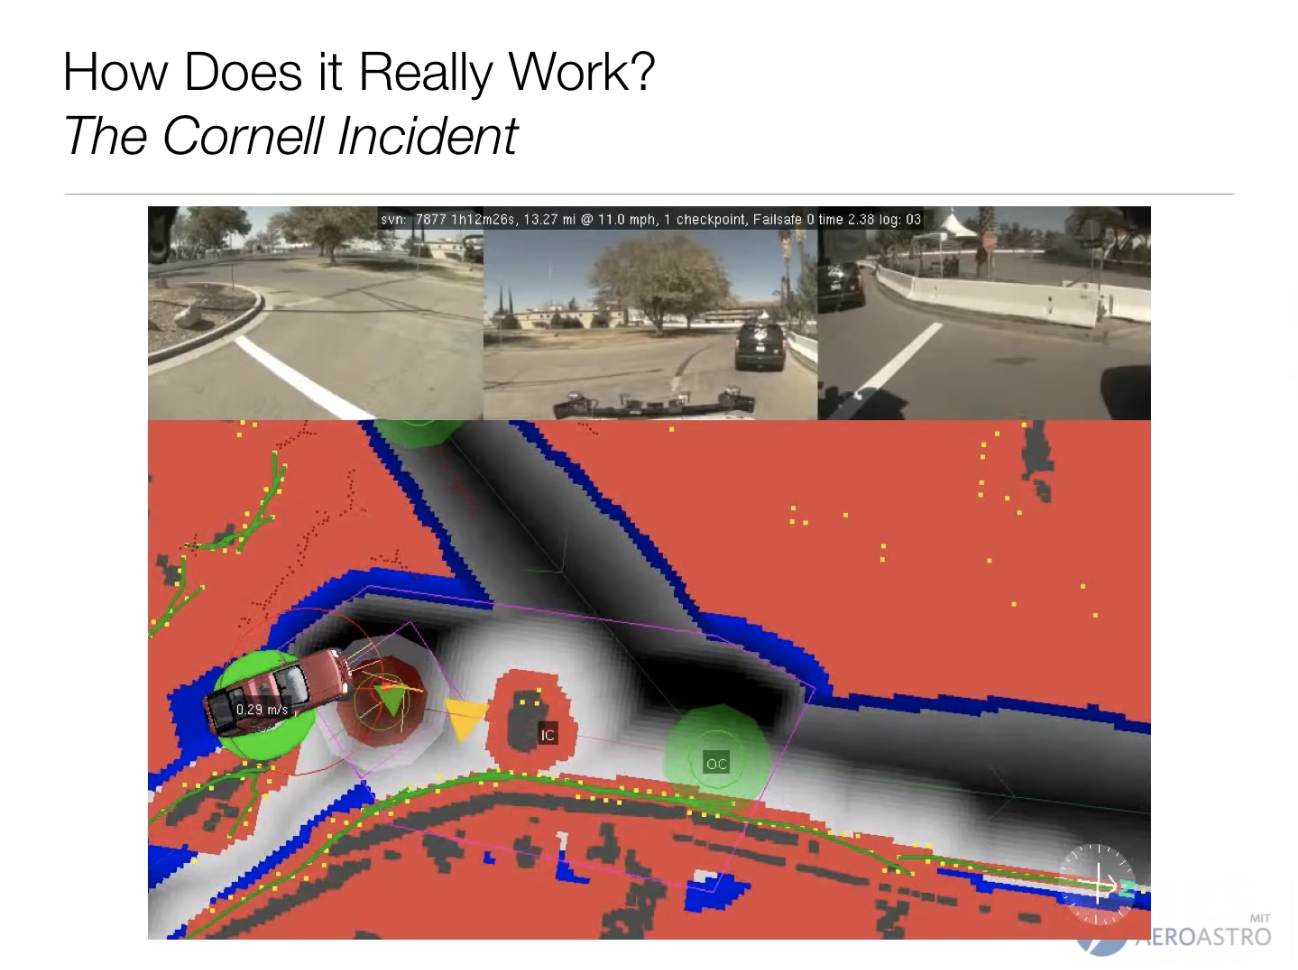 How Does it Really Work?
The Cornell Incident
svn: 7877 1h12m26s, 13.27 mi @ 11.0 mph, 1 checkpoint, Failsafe 0 time 2.38 log: 03
0.29 m/s
IC
OC
Z
MIT
AEROASTRO